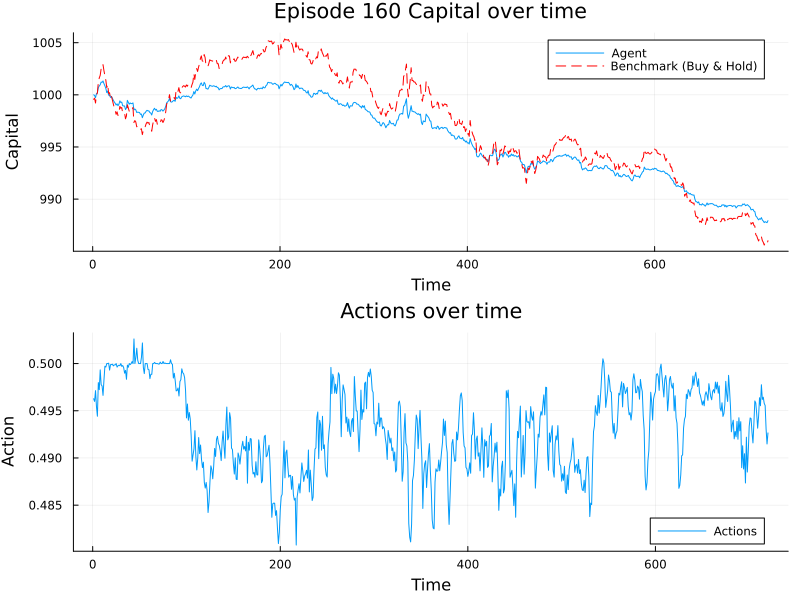 Episode 160 Capital over time
1005
1000
995
990
Capital
Agent
Benchmark (Buy & Hold)
0
200
400
600
Time
Actions over time
0.500
0.495
0.490
0.485
Action
Actions
0
200
400
600
Time